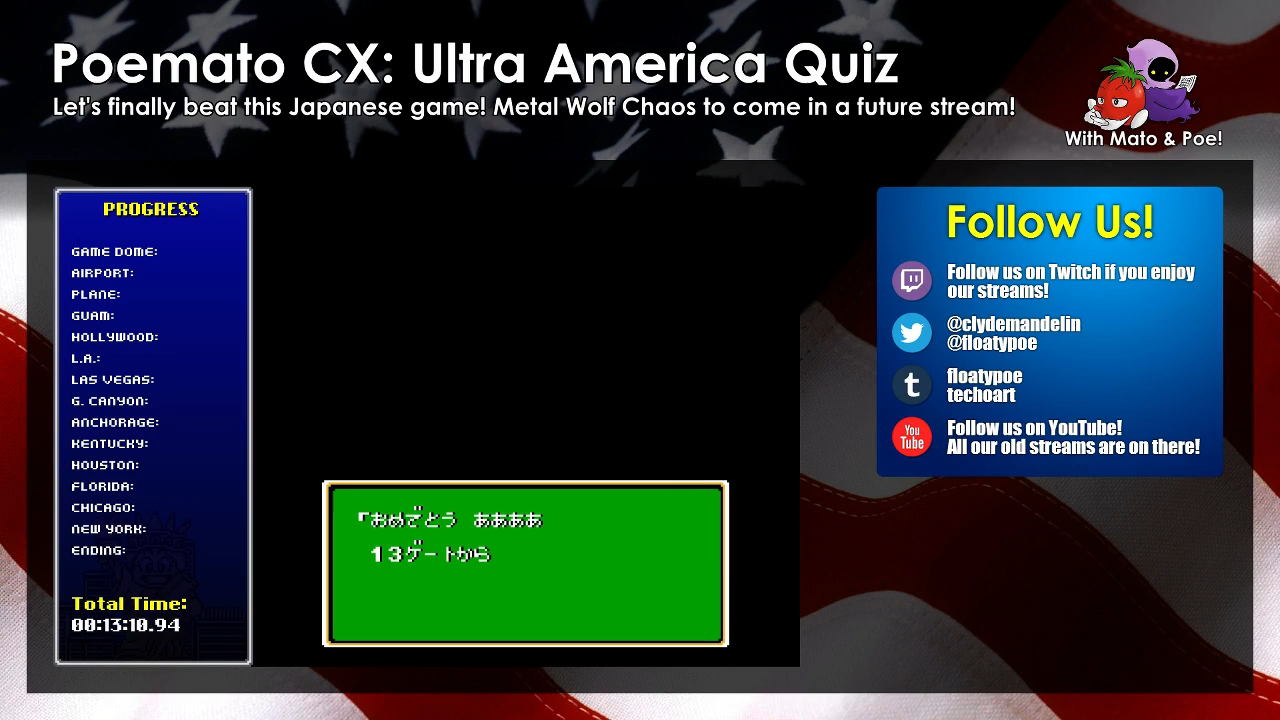 Poemato CX: Ultra America Quiz
Let's finally beat this Japanese game! Metal Wolf Chaos to come in a future stream!
With Mato & Poe!
PROGRESS
GAME DOME:
AIRPORT:
PLANE:
GUAM:
HOLLYWOOD:
L.A.:
LAS VEGAS:
G. CANYON:
ANCHORAGE:
KENTUCKY:
HOUSTON:
FLORIDA:
CHICAGO:
NEW YORK:
ENDING:
Total Time:
00:13:10.94
「おめでとう ああああ
13ゲートから
Follow Us!
Follow us on Twitch if you enjoy
our streams!
@clydemandelin
@floatypoe
t
floatypoe
techoart
You
Tube
Follow us on YouTube!
All our old streams are on there!